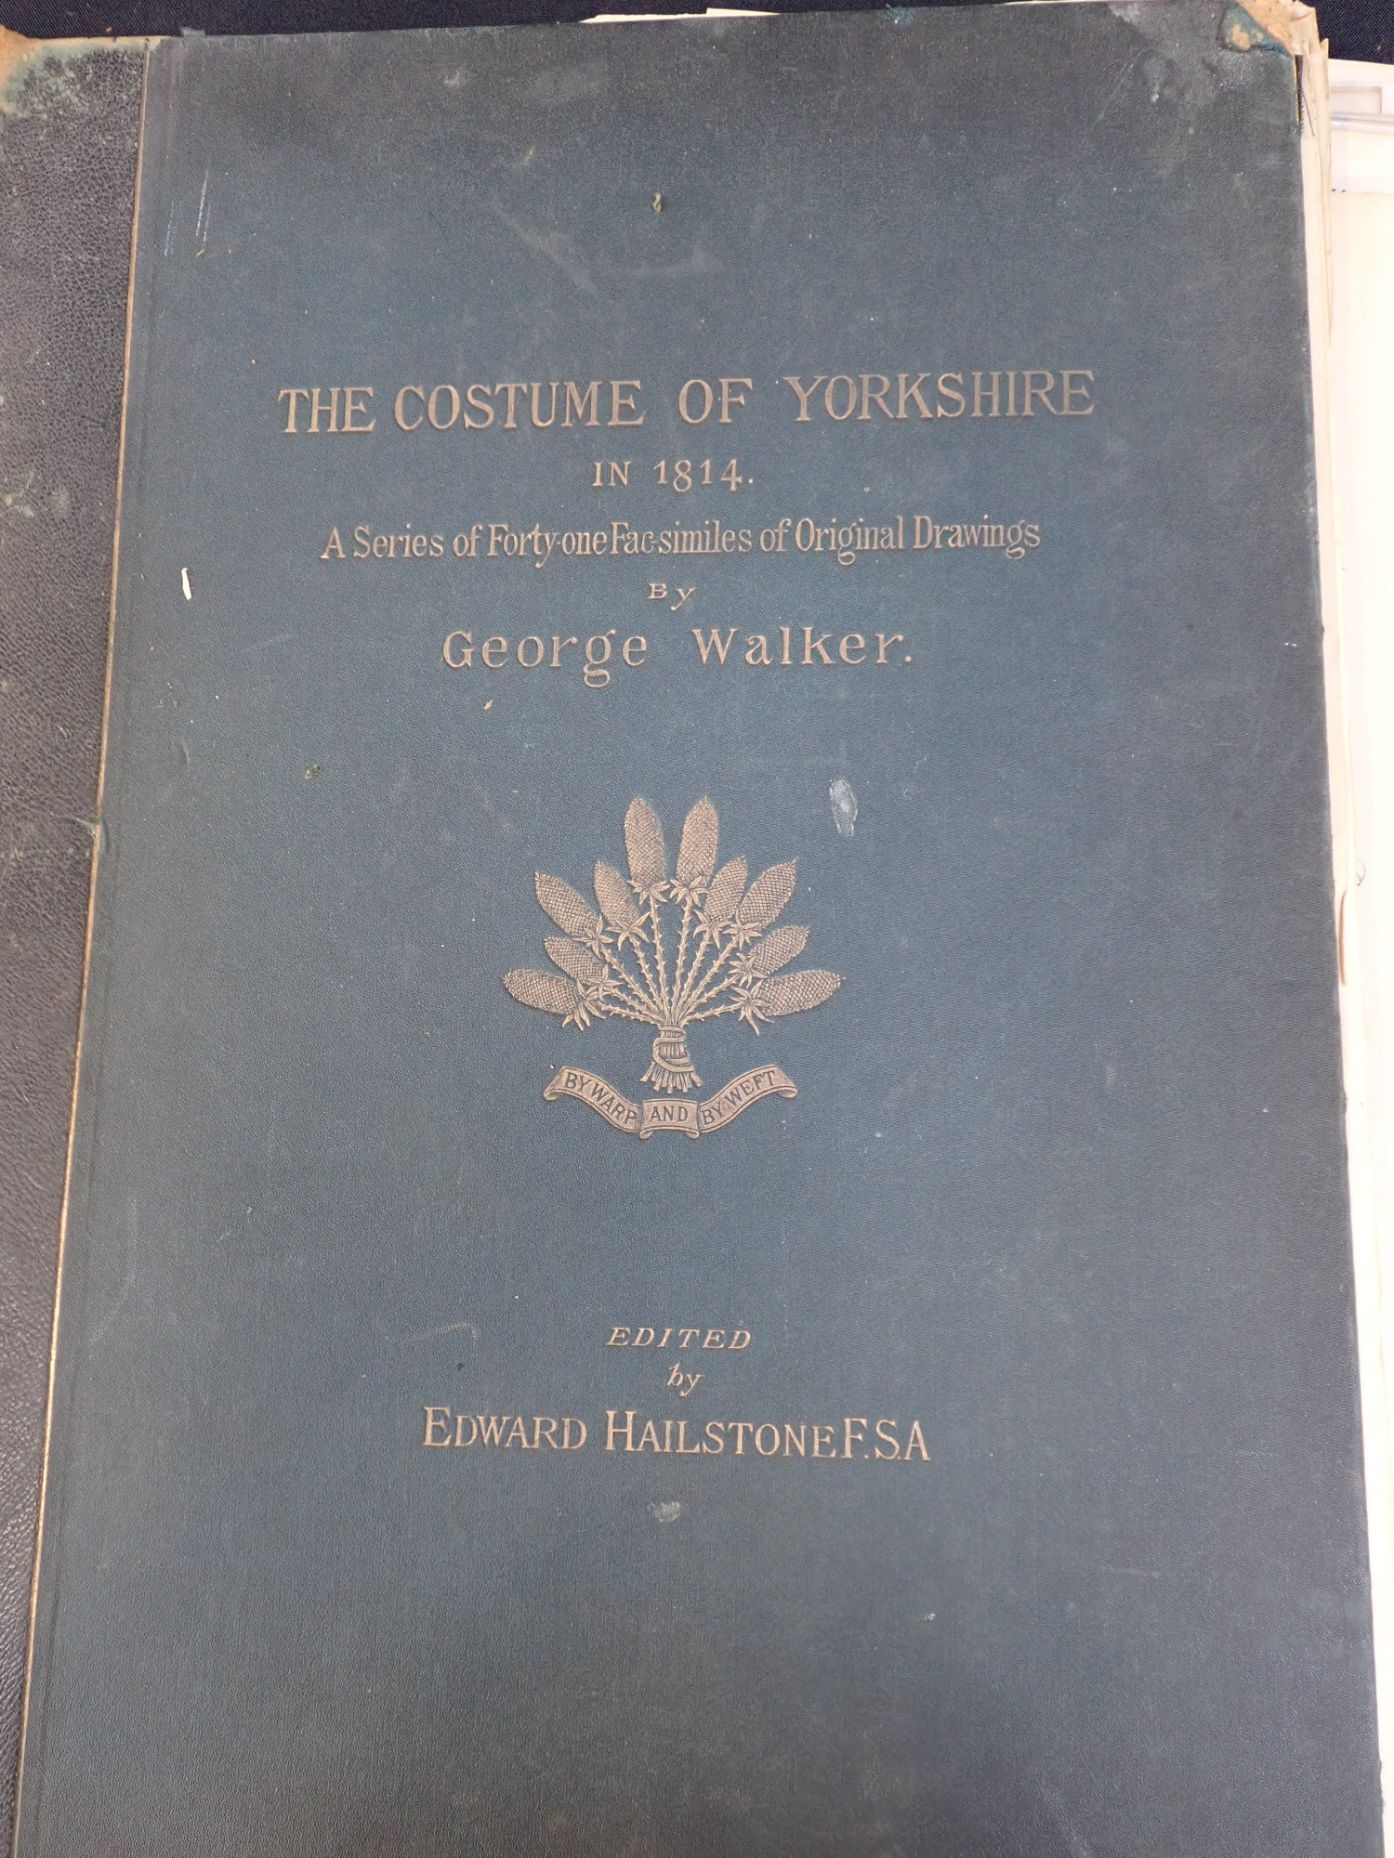 THE COSTUME OF YORKSHIRE
IN 1814.
A Series of Forty-one Fac-similes of Original Drawings
By
George Walker.
BY WARP AND BY WEFT
EDITED
by
EDWARD HAILSTONE F.S.A